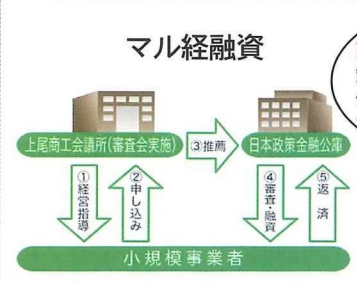 マル経融資
上尾商工会議所(審査会実施)
③推薦
日本政策金融公庫
①経営指導
②申し込み
④審査・融資
⑤返済
小規模事業者